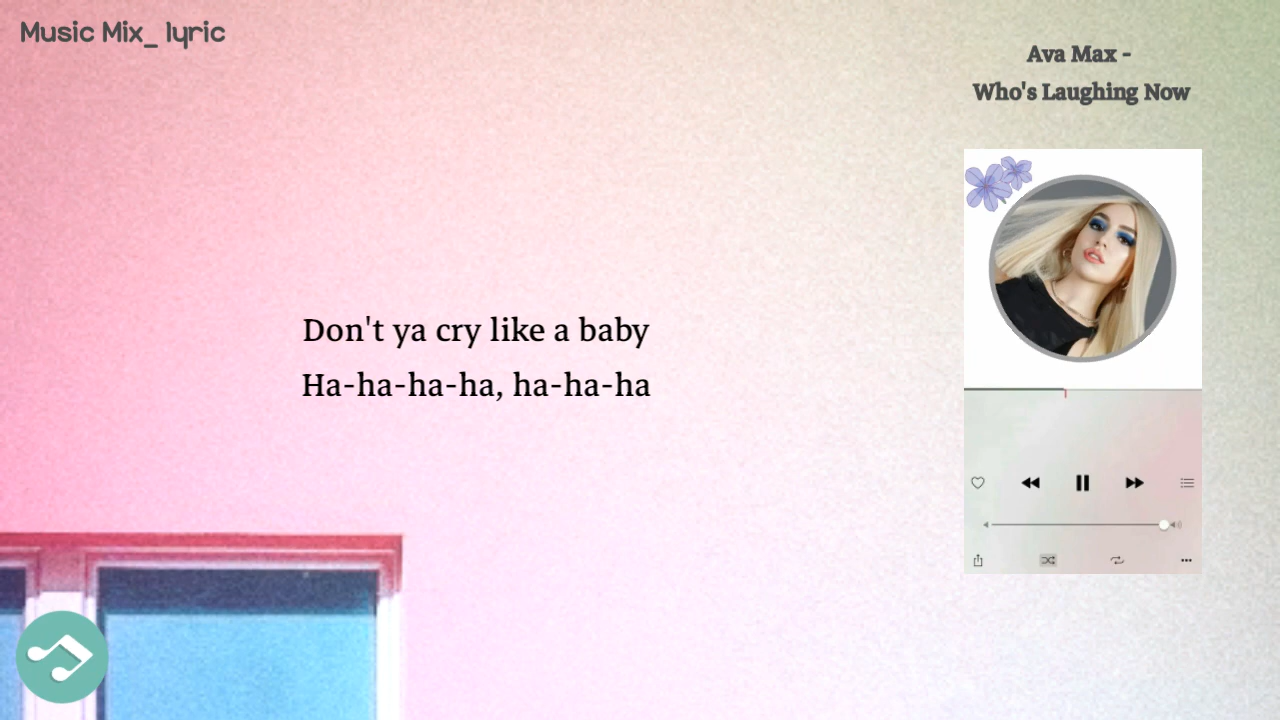 Music Mix_ lyric
Ava Max -
Who's Laughing Now
Don't ya cry like a baby
Ha-ha-ha-ha, ha-ha-ha